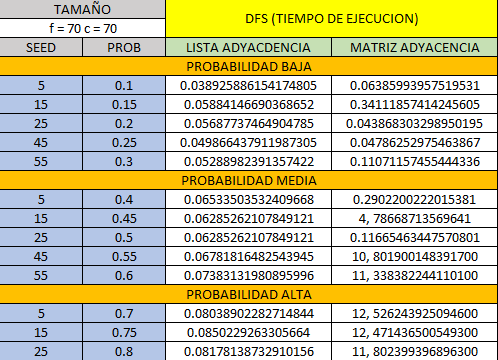 TAMAÑO DFS (TIEMPO DE EJECUCION)
f = 70 c = 70
SEED PROB LISTA ADYACDENCIA MATRIZ ADYACENCIA
PROBABILIDAD BAJA
5 0.1 0.038925886154174805 0.06385993957519531
15 0.15 0.05884146690368652 0.34111857414245605
25 0.2 0.05687737464904785 0.043868303298950195
45 0.25 0.049866437911987305 0.04786252975463867
55 0.3 0.05288982391357422 0.11071157455444336
PROBABILIDAD MEDIA
5 0.4 0.06533503532409668 0.2902200222015381
15 0.45 0.06285262107849121 4, 78668713569641
25 0.5 0.06285262107849121 0.11665463447570801
45 0.55 0.06781816482543945 10, 801900148391700
55 0.6 0.07383131980895996 11, 338382244110100
PROBABILIDAD ALTA
5 0.7 0.08038902282714844 12, 526243925094600
15 0.75 0.0850229263305664 12, 471436500549300
25 0.8 0.08178138732910156 11, 802399396896300